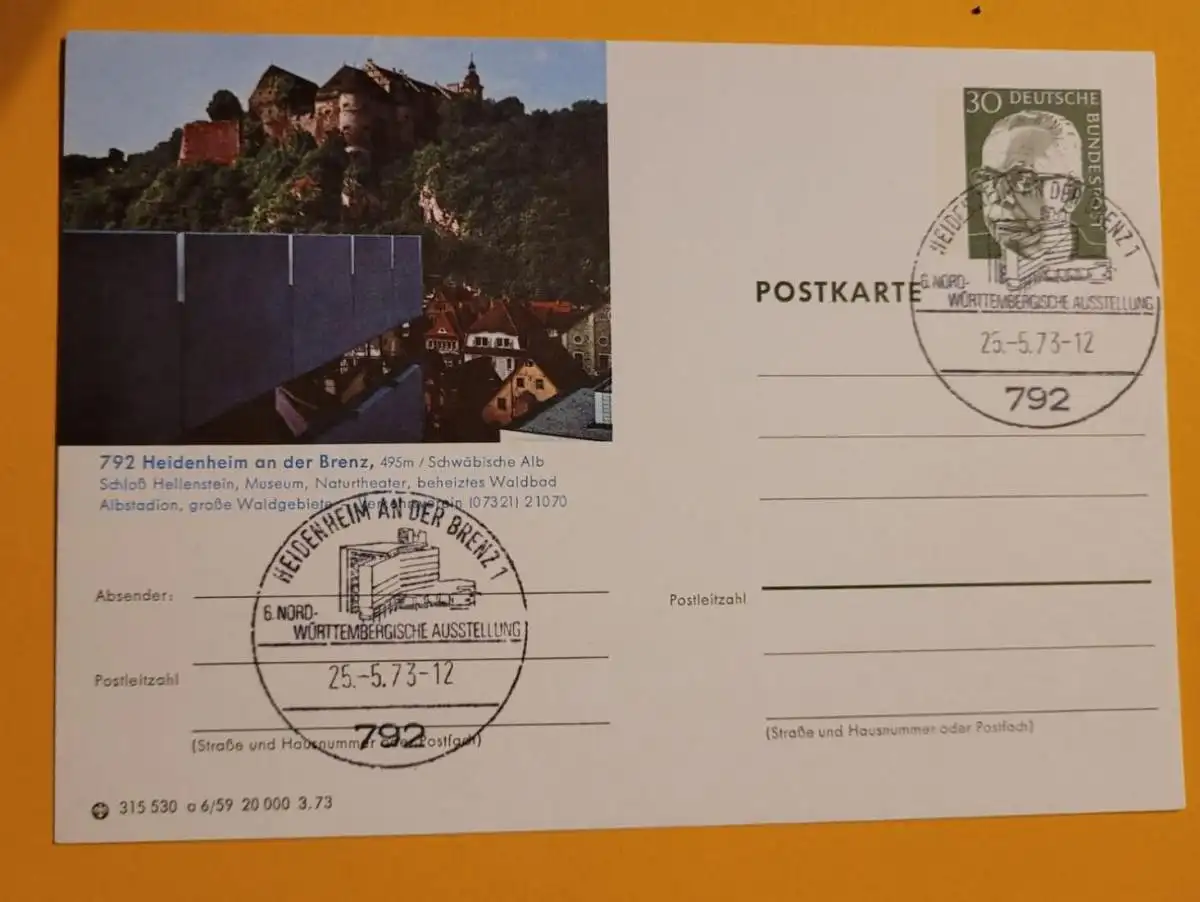 30 DEUTSCHE
BUNDESPOST
POSTKARTE
HEIDENHEIM AN DER BRENZ 1
6. NORD-
WÜRTTEMBERGISCHE AUSSTELLUNG
25.-5.73-12
792
792 Heidenheim an der Brenz, 495m / Schwäbische Alb
Schloß Hellenstein, Museum, Naturtheater, beheiztes Waldbad
Albstadion, große Waldgebiete, Verkehrsverein (07321) 21070
HEIDENHEIM AN DER BRENZ 1
6. NORD-
WÜRTTEMBERGISCHE AUSSTELLUNG
25.-5.73-12
792
Absender:
Postleitzahl
(Straße und Hausnummer oder Postfach)
Postleitzahl
(Straße und Hausnummer oder Postfach)
315 530 a 6/59 20 000 3.73